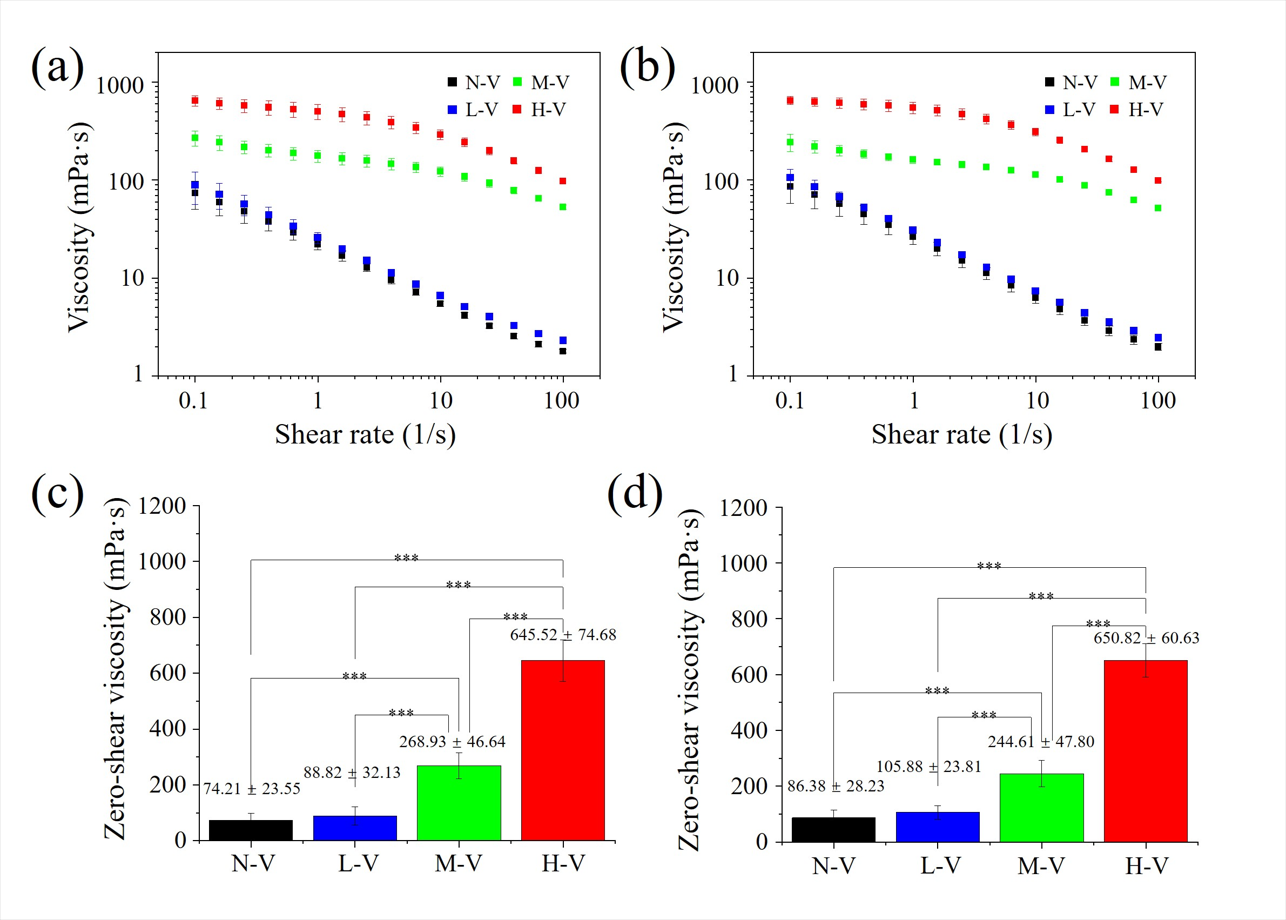 (a)
N-V M-V
L-V H-V
1000
100
10
1
Viscosity (mPa·s)
0.1 1 10 100
Shear rate (1/s)
(b)
N-V M-V
L-V H-V
1000
100
10
1
Viscosity (mPa·s)
0.1 1 10 100
Shear rate (1/s)
(c)
1200
1000
800
600
400
200
0
Zero-shear viscosity (mPa·s)
***
***
***
645.52 ± 74.68
***
***
268.93 ± 46.64
88.82 ± 32.13
74.21 ± 23.55
N-V L-V M-V H-V
(d)
1200
1000
800
600
400
200
0
Zero-shear viscosity (mPa·s)
***
***
***
650.82 ± 60.63
***
***
244.61 ± 47.80
105.88 ± 23.81
86.38 ± 28.23
N-V L-V M-V H-V